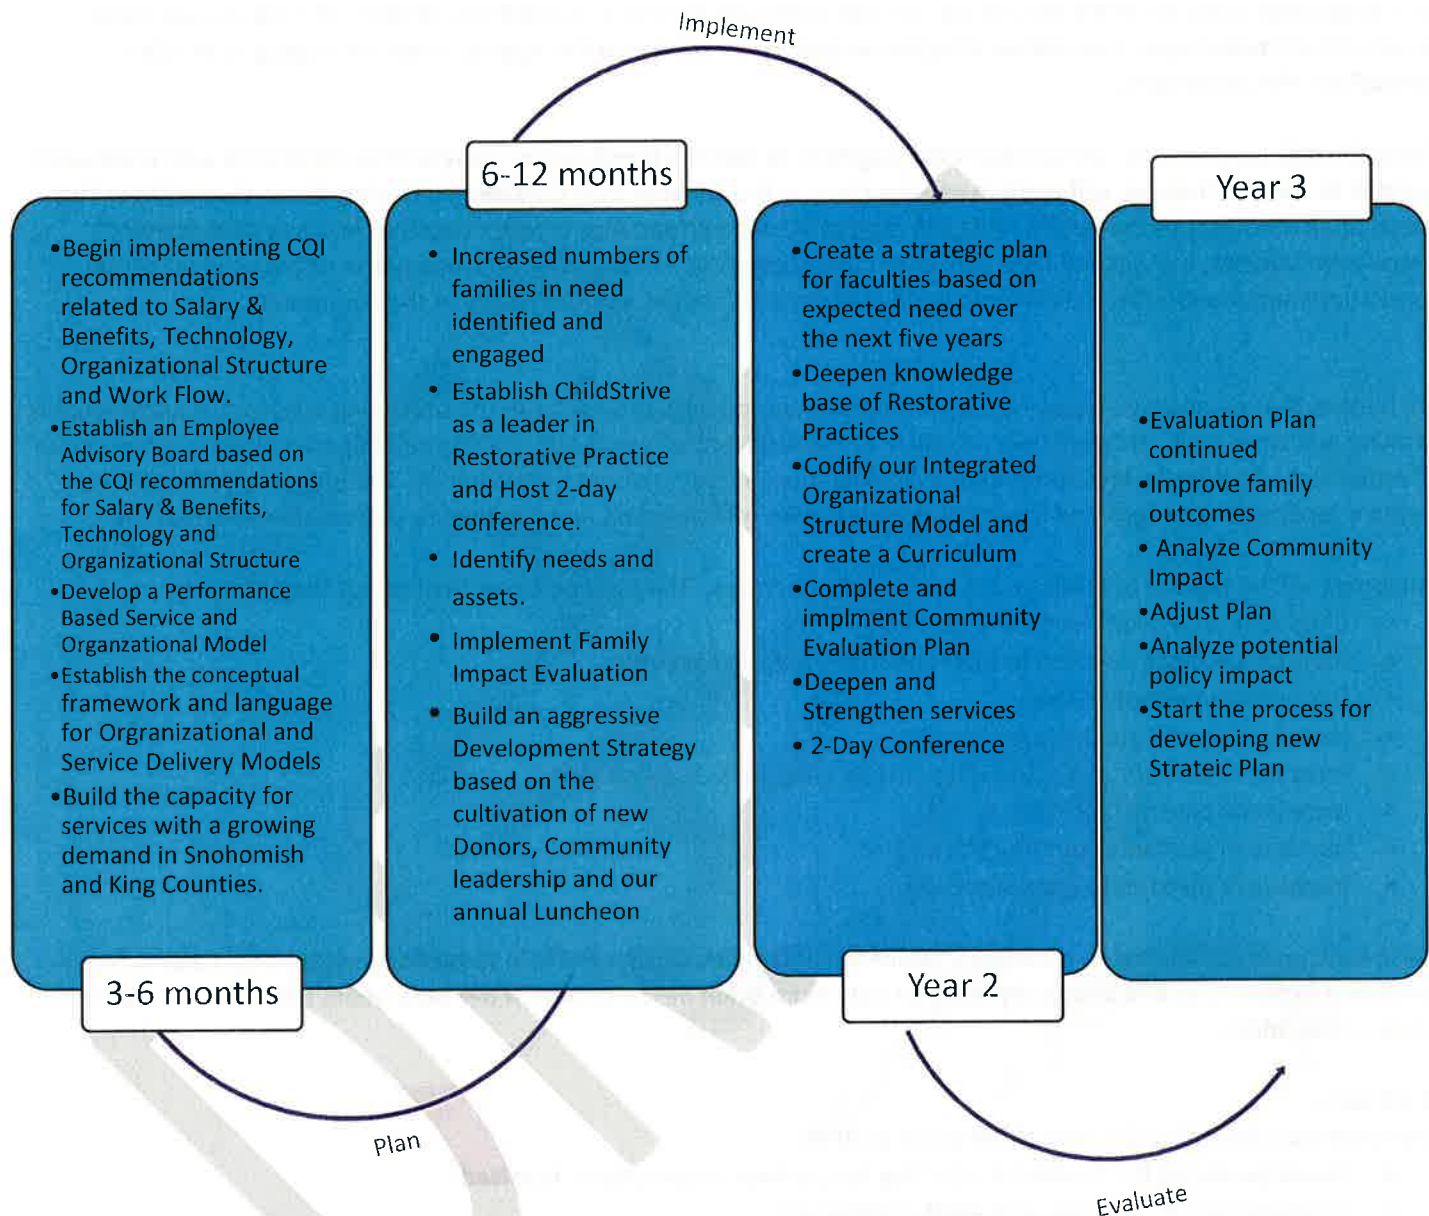 Implement
3-6 months
•Begin implementing CQI
recommendations
related to Salary &
Benefits, Technology,
Organizational Structure
and Work Flow.
•Establish an Employee
Advisory Board based on
the CQI recommendations
for Salary & Benefits,
Technology and
Organizational Structure
•Develop a Performance
Based Service and
Organzational Model
•Establish the conceptual
framework and language
for Orgranizational and
Service Delivery Models
•Build the capacity for
services with a growing
demand in Snohomish
and King Counties.
6-12 months
• Increased numbers of
families in need
identified and
engaged
• Establish ChildStrive
as a leader in
Restorative Practice
and Host 2-day
conference.
• Identify needs and
assets.
• Implement Family
Impact Evaluation
• Build an aggressive
Development Strategy
based on the
cultivation of new
Donors, Community
leadership and our
annual Luncheon
•Create a strategic plan
for faculties based on
expected need over
the next five years
•Deepen knowledge
base of Restorative
Practices
•Codify our Integrated
Organizational
Structure Model and
create a Curriculum
•Complete and
implment Community
Evaluation Plan
•Deepen and
Strengthen services
• 2-Day Conference
Year 2
Year 3
•Evaluation Plan
continued
•Improve family
outcomes
• Analyze Community
Impact
•Adjust Plan
•Analyze potential
policy impact
•Start the process for
developing new
Strateic Plan
Plan
Evaluate